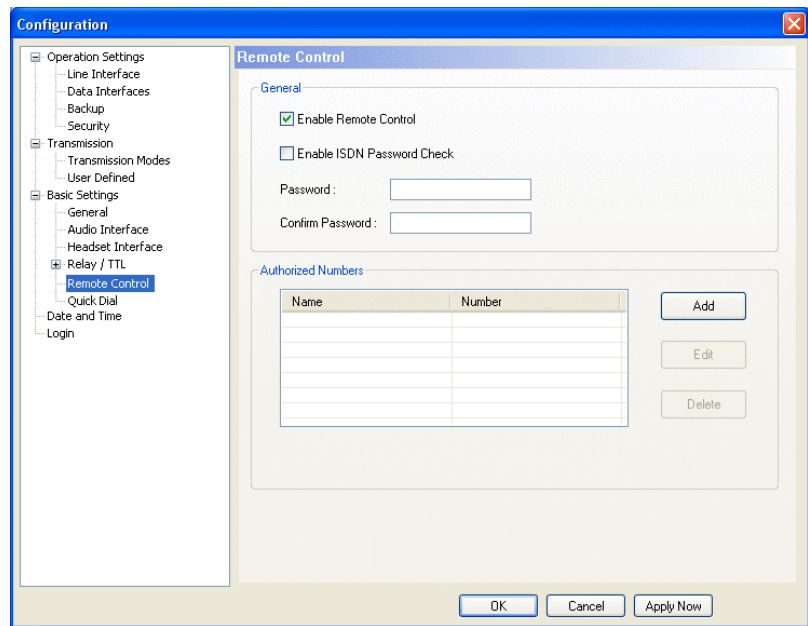 Configuration
Operation Settings
Line Interface
Data Interfaces
Backup
Security
Transmission
Transmission Modes
User Defined
Basic Settings
General
Audio Interface
Headset Interface
Relay / TTL
Remote Control
Quick Dial
Date and Time
Login
Remote Control
General
Enable Remote Control
Enable ISDN Password Check
Password :
Confirm Password :
Authorized Numbers
Name Number
Add
Edit
Delete
OK Cancel Apply Now